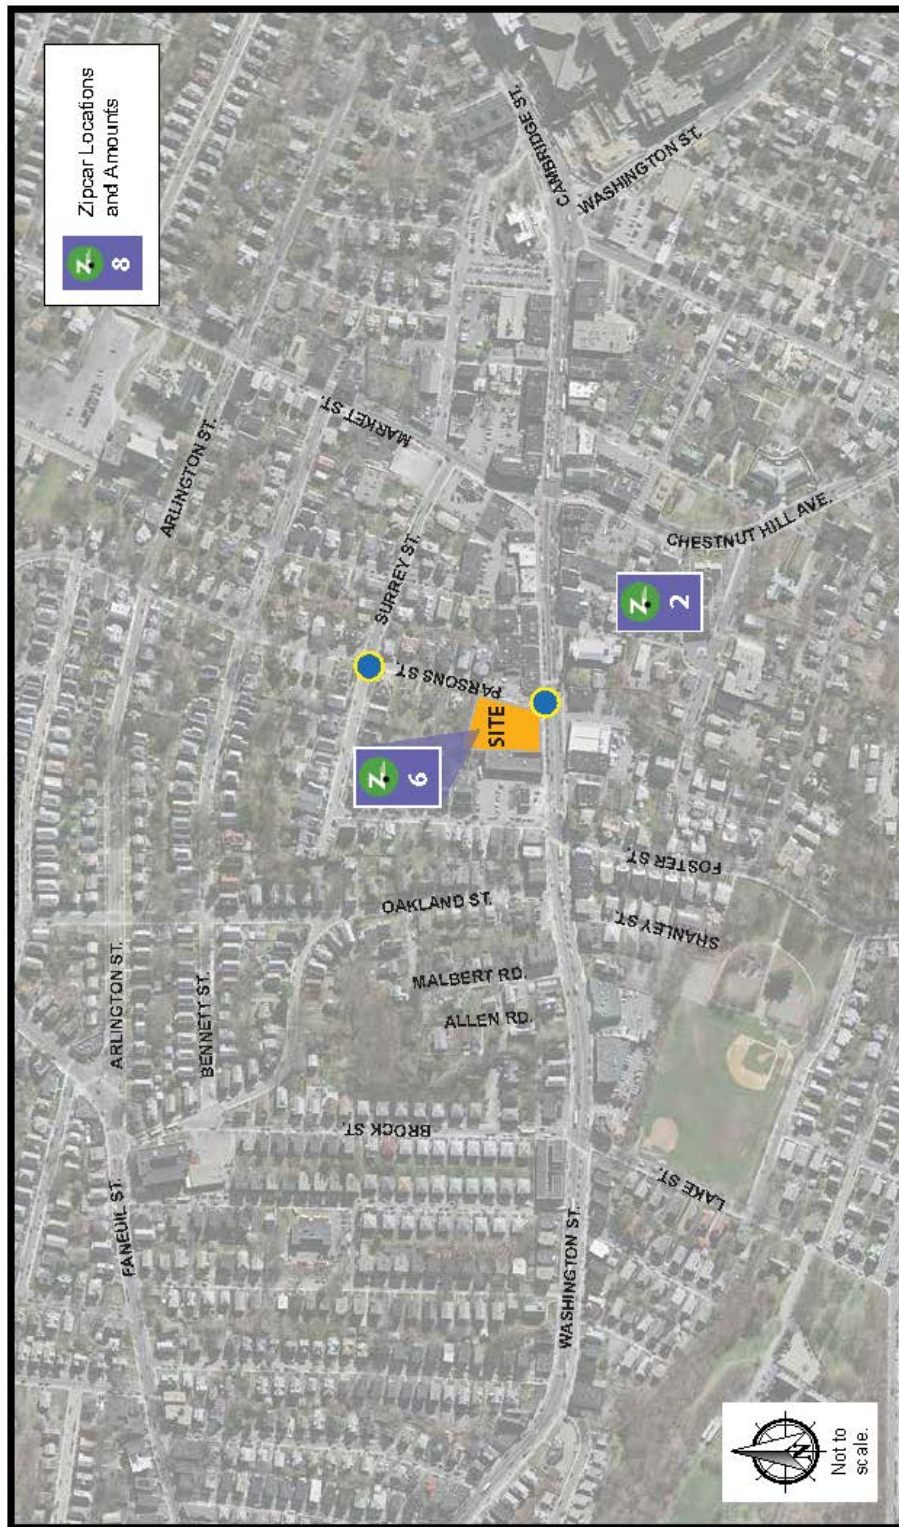 Zipcar Locations
and Amounts
Z
8
CAMBRIDGE ST.
WASHINGTON ST.
ARLINGTON ST.
MARKET ST.
SURREY ST.
CHESTNUT HILL AVE.
PARSONS ST.
SITE
Z
2
Z
6
FOSTER ST.
SHANLEY ST.
OAKLAND ST.
MALBERT RD.
ALLEN RD.
ARLINGTON ST.
BENNETT ST.
BROCK ST.
LAKE ST.
FANEUIL ST.
WASHINGTON ST.
N
Not to
scale.